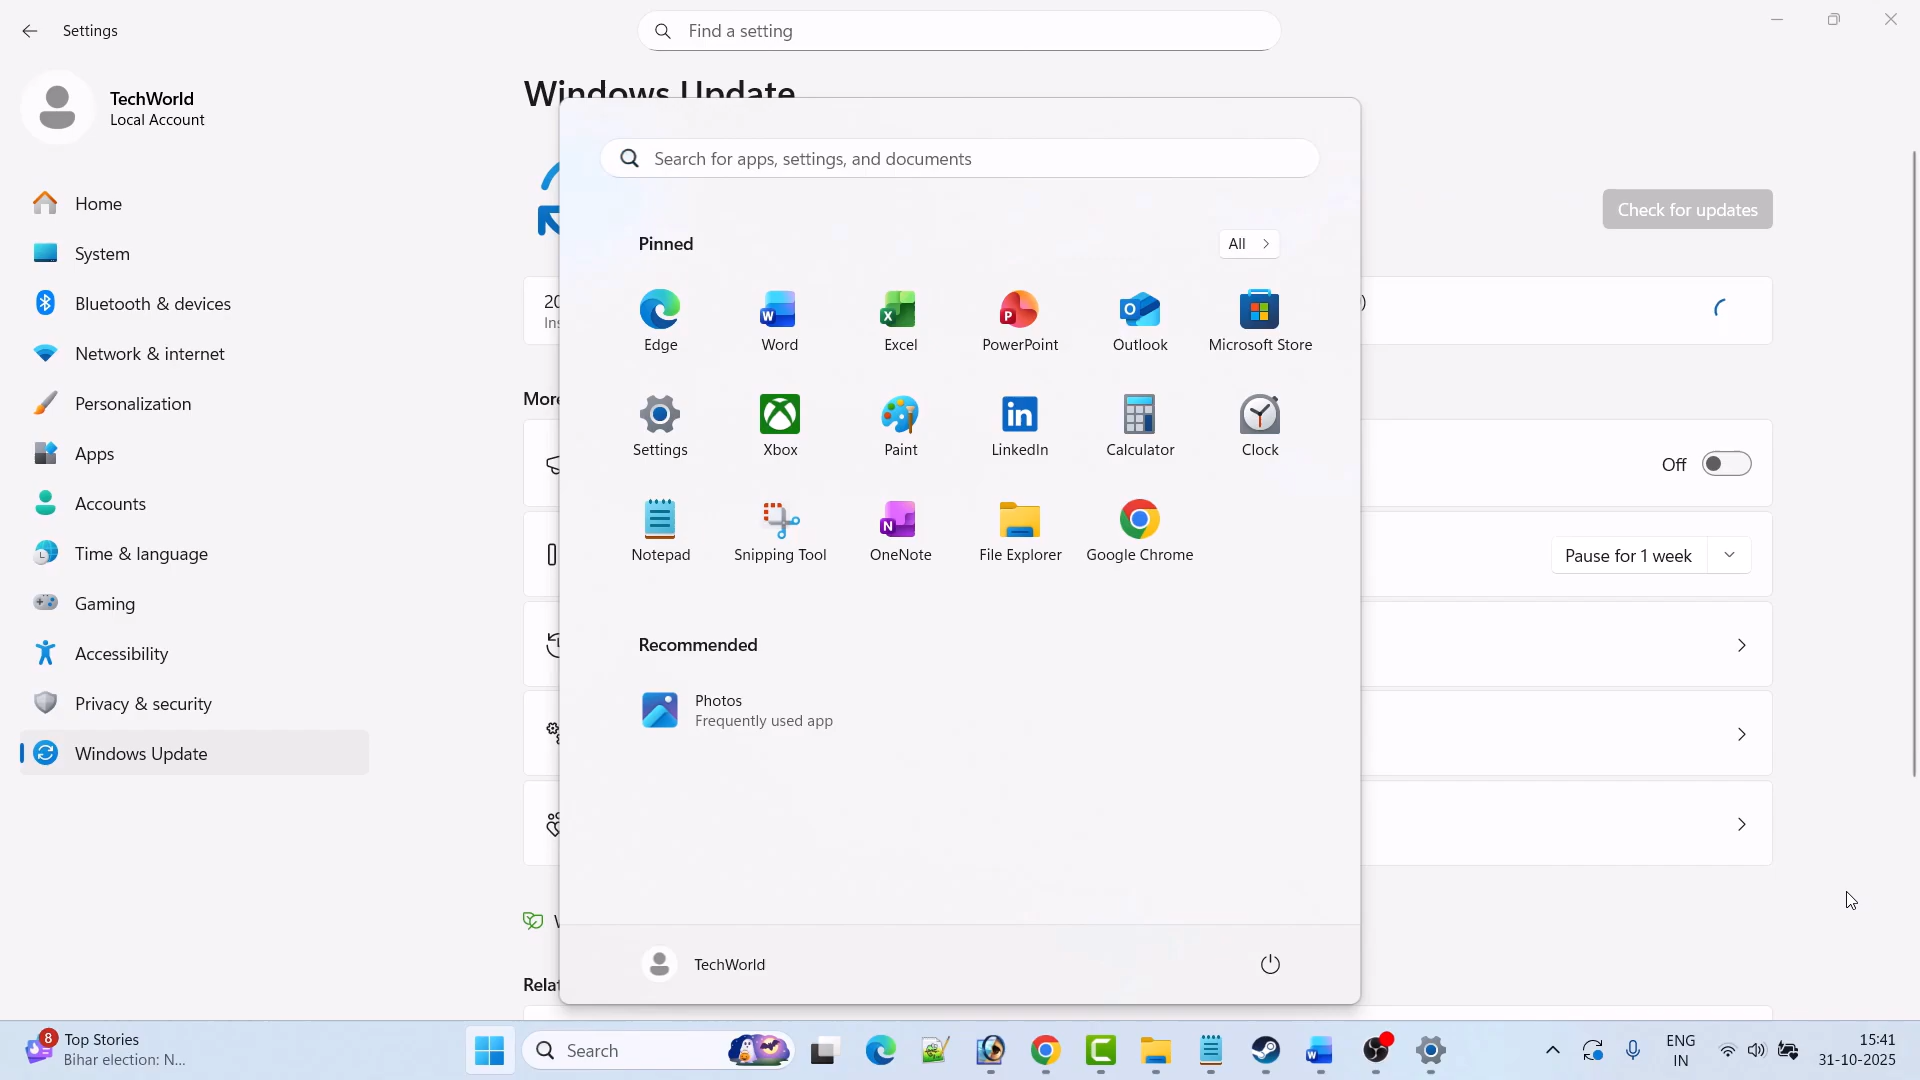 Settings
Find a setting
TechWorld
Local Account
Home
System
Bluetooth & devices
Network & internet
Personalization
Apps
Accounts
Time & language
Gaming
Accessibility
Privacy & security
Windows Update
Windows Update
Check for updates
20
Ins
)
More
Off
Pause for 1 week
Search for apps, settings, and documents
Pinned
All
Edge
Word
Excel
PowerPoint
Outlook
Microsoft Store
Settings
Xbox
Paint
LinkedIn
Calculator
Clock
Notepad
Snipping Tool
OneNote
File Explorer
Google Chrome
Recommended
Photos
Frequently used app
TechWorld
8
Top Stories
Bihar election: N...
Search
ENG
IN
15:41
31-10-2025